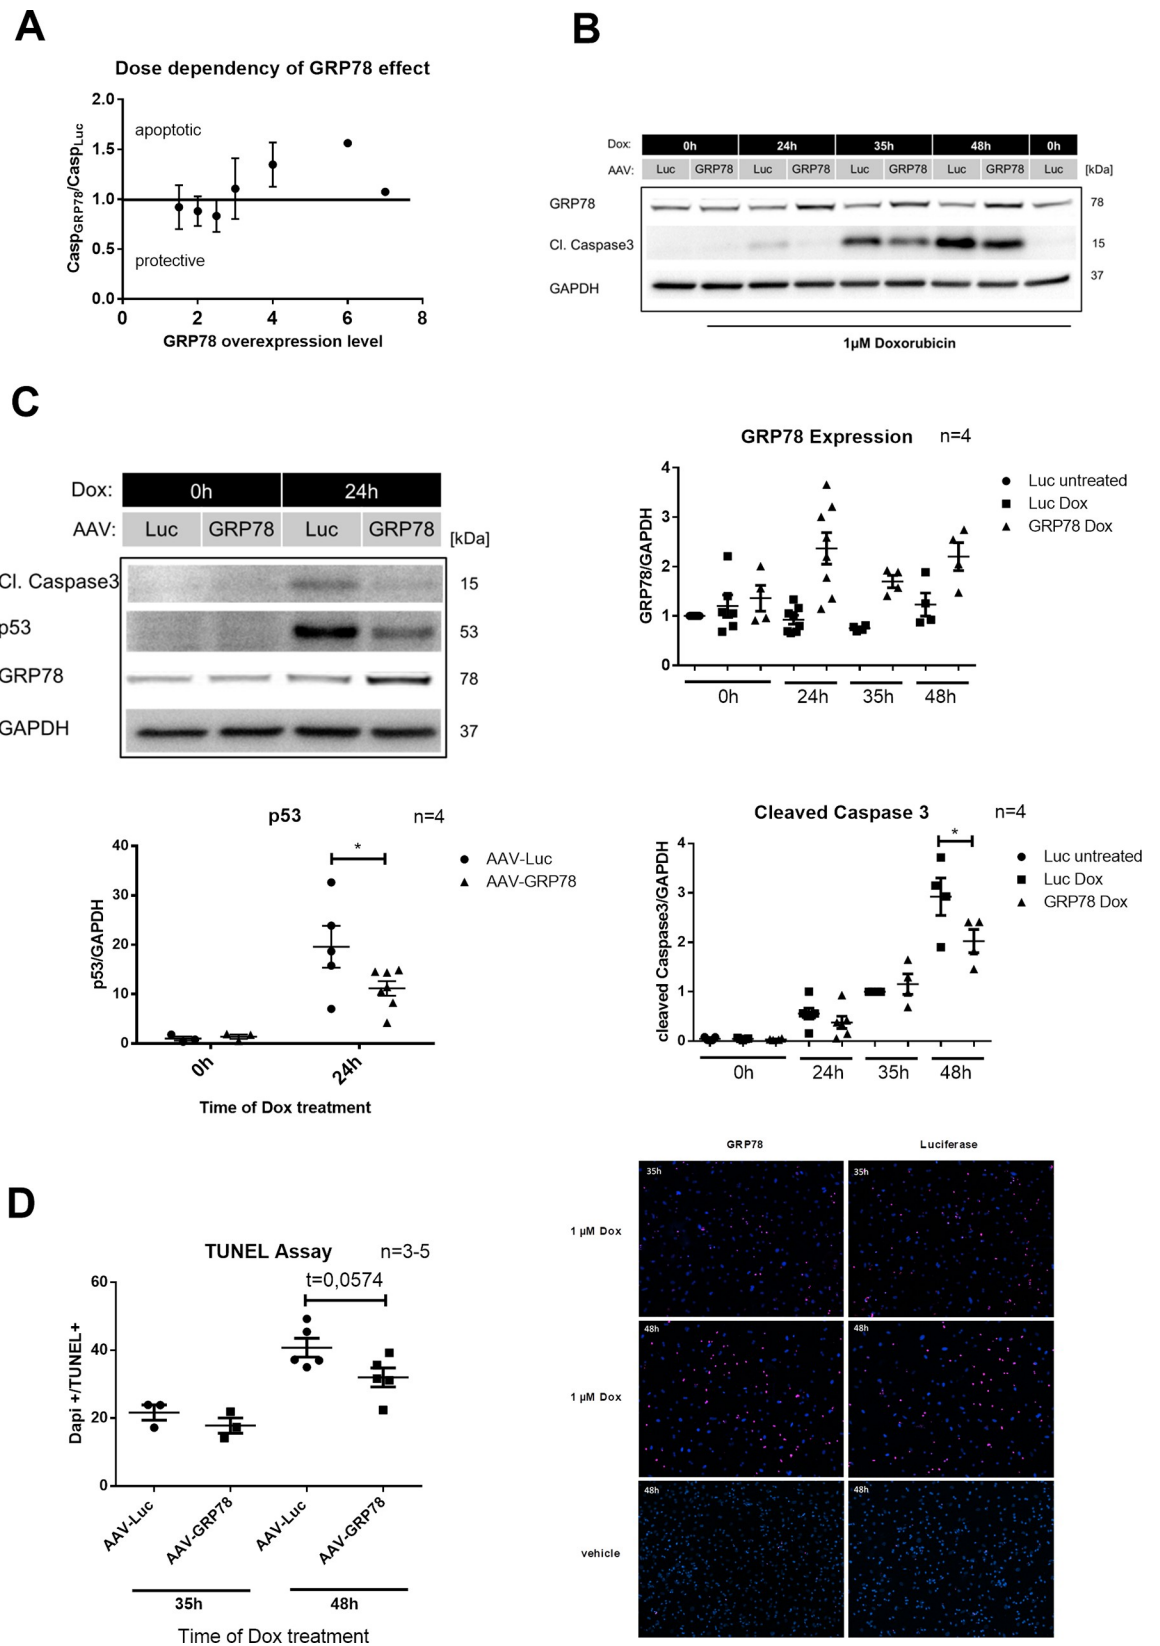 A
Dose dependency of GRP78 effect
Casp_GRP78/Casp_Luc
2.0
1.5
1.0
0.5
0.0
apoptotic
protective
0 2 4 6 8
GRP78 overexpression level
B
Dox: 0h 24h 35h 48h 0h
AAV: Luc GRP78 Luc GRP78 Luc GRP78 Luc GRP78 Luc [kDa]
GRP78 78
Cl. Caspase3 15
GAPDH 37
1µM Doxorubicin
C
Dox: 0h 24h
AAV: Luc GRP78 Luc GRP78 [kDa]
Cl. Caspase3 15
p53 53
GRP78 78
GAPDH 37
GRP78 Expression n=4
GRP78/GAPDH
4
3
2
1
0
0h 24h 35h 48h
Luc untreated
Luc Dox
GRP78 Dox
p53 n=4
p53/GAPDH
40
30
20
10
0
*
AAV-Luc
AAV-GRP78
0h 24h
Time of Dox treatment
Cleaved Caspase 3 n=4
cleaved Caspase3/GAPDH
4
3
2
1
0
*
Luc untreated
Luc Dox
GRP78 Dox
0h 24h 35h 48h
D
TUNEL Assay n=3-5
t=0,0574
Dapi +/TUNEL+
60
40
20
0
AAV-Luc AAV-GRP78 AAV-Luc AAV-GRP78
35h 48h
Time of Dox treatment
GRP78 Luciferase
1 µM Dox 35h 35h
1 µM Dox 48h 48h
vehicle 48h 48h